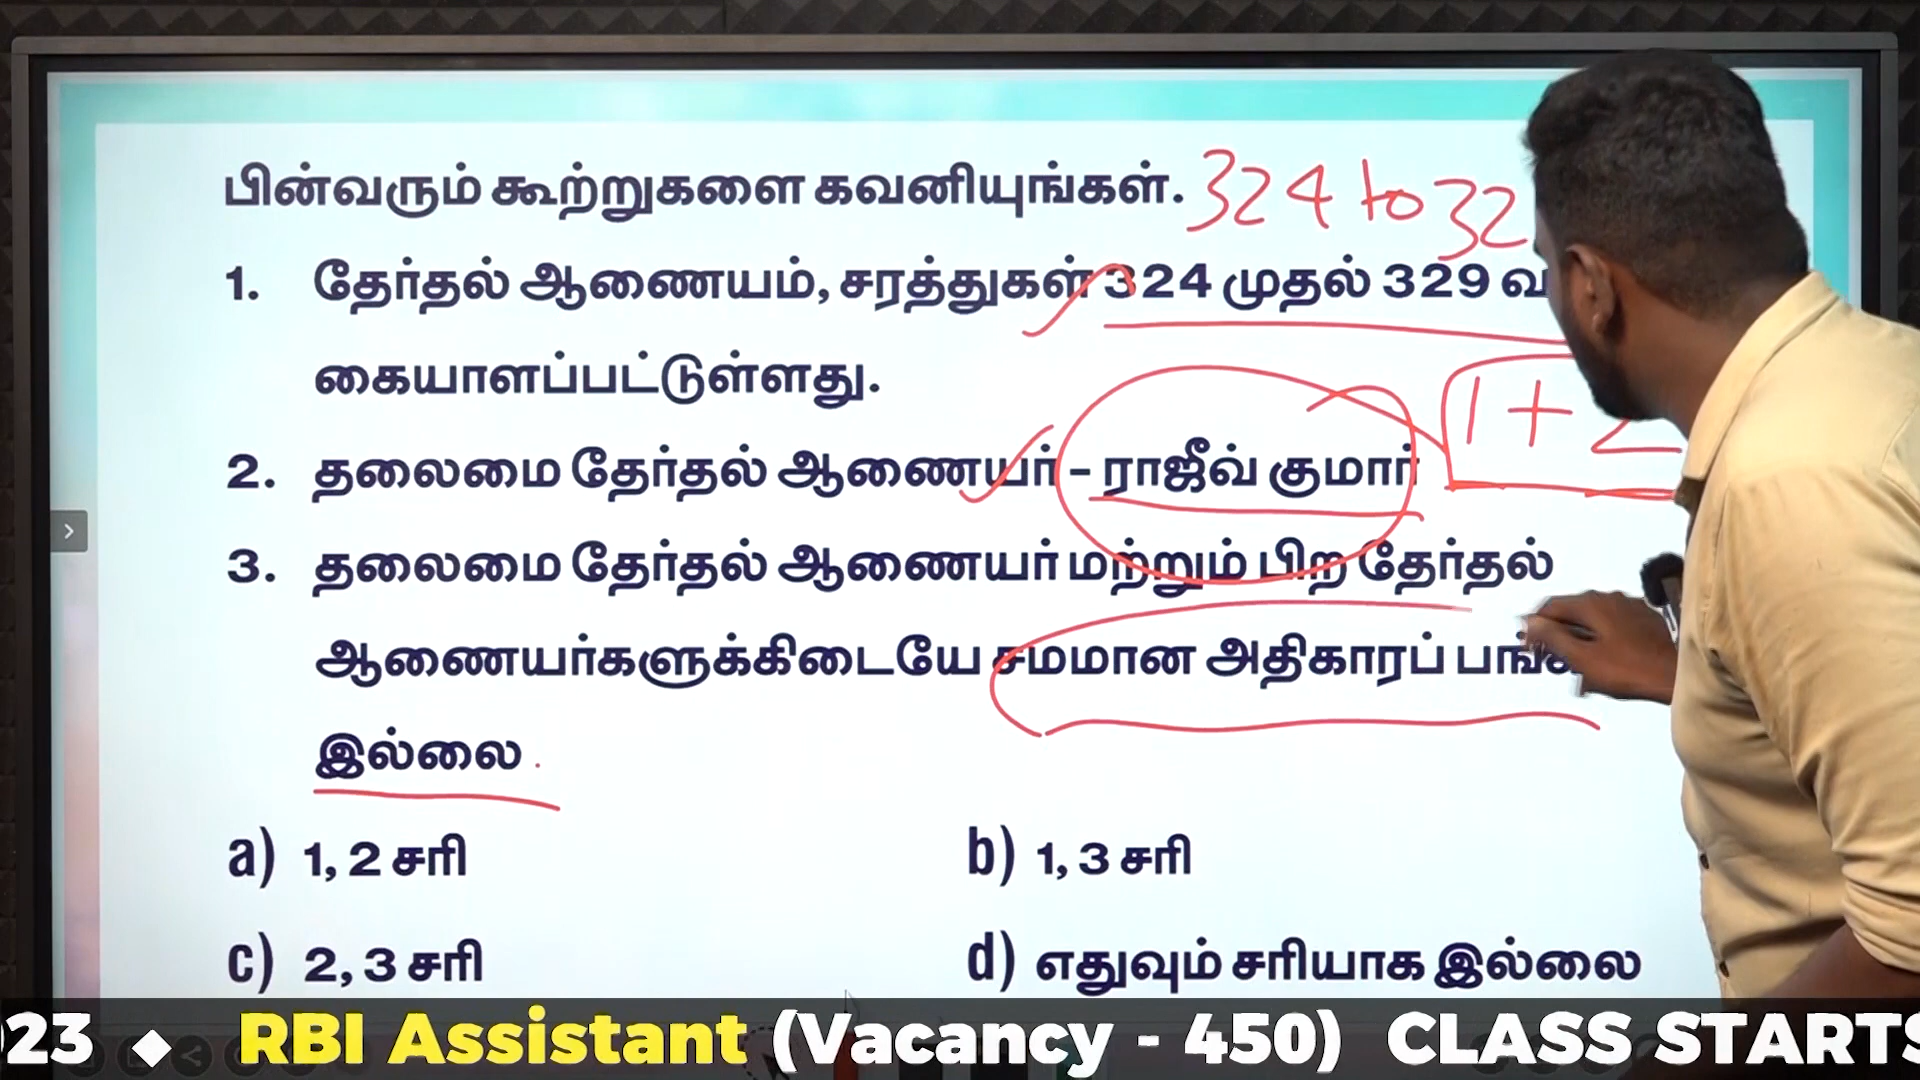 பின்வரும் கூற்றுகளை கவனியுங்கள். 324 to 32
1. தேர்தல் ஆணையம், சரத்துகள் 324 முதல் 329 வ
கையாளப்பட்டுள்ளது.
1 + 2
2. தலைமை தேர்தல் ஆணையர் – ராஜீவ் குமார்
3. தலைமை தேர்தல் ஆணையர் மற்றும் பிற தேர்தல்
ஆணையர்களுக்கிடையே சமமான அதிகாரப்
இல்லை .
a) 1, 2 சரி
b) 1, 3 சரி
c) 2, 3 சரி
d) எதுவும் சரியாக இல்லை
023 ◆ RBI Assistant (Vacancy - 450) CLASS STARTS